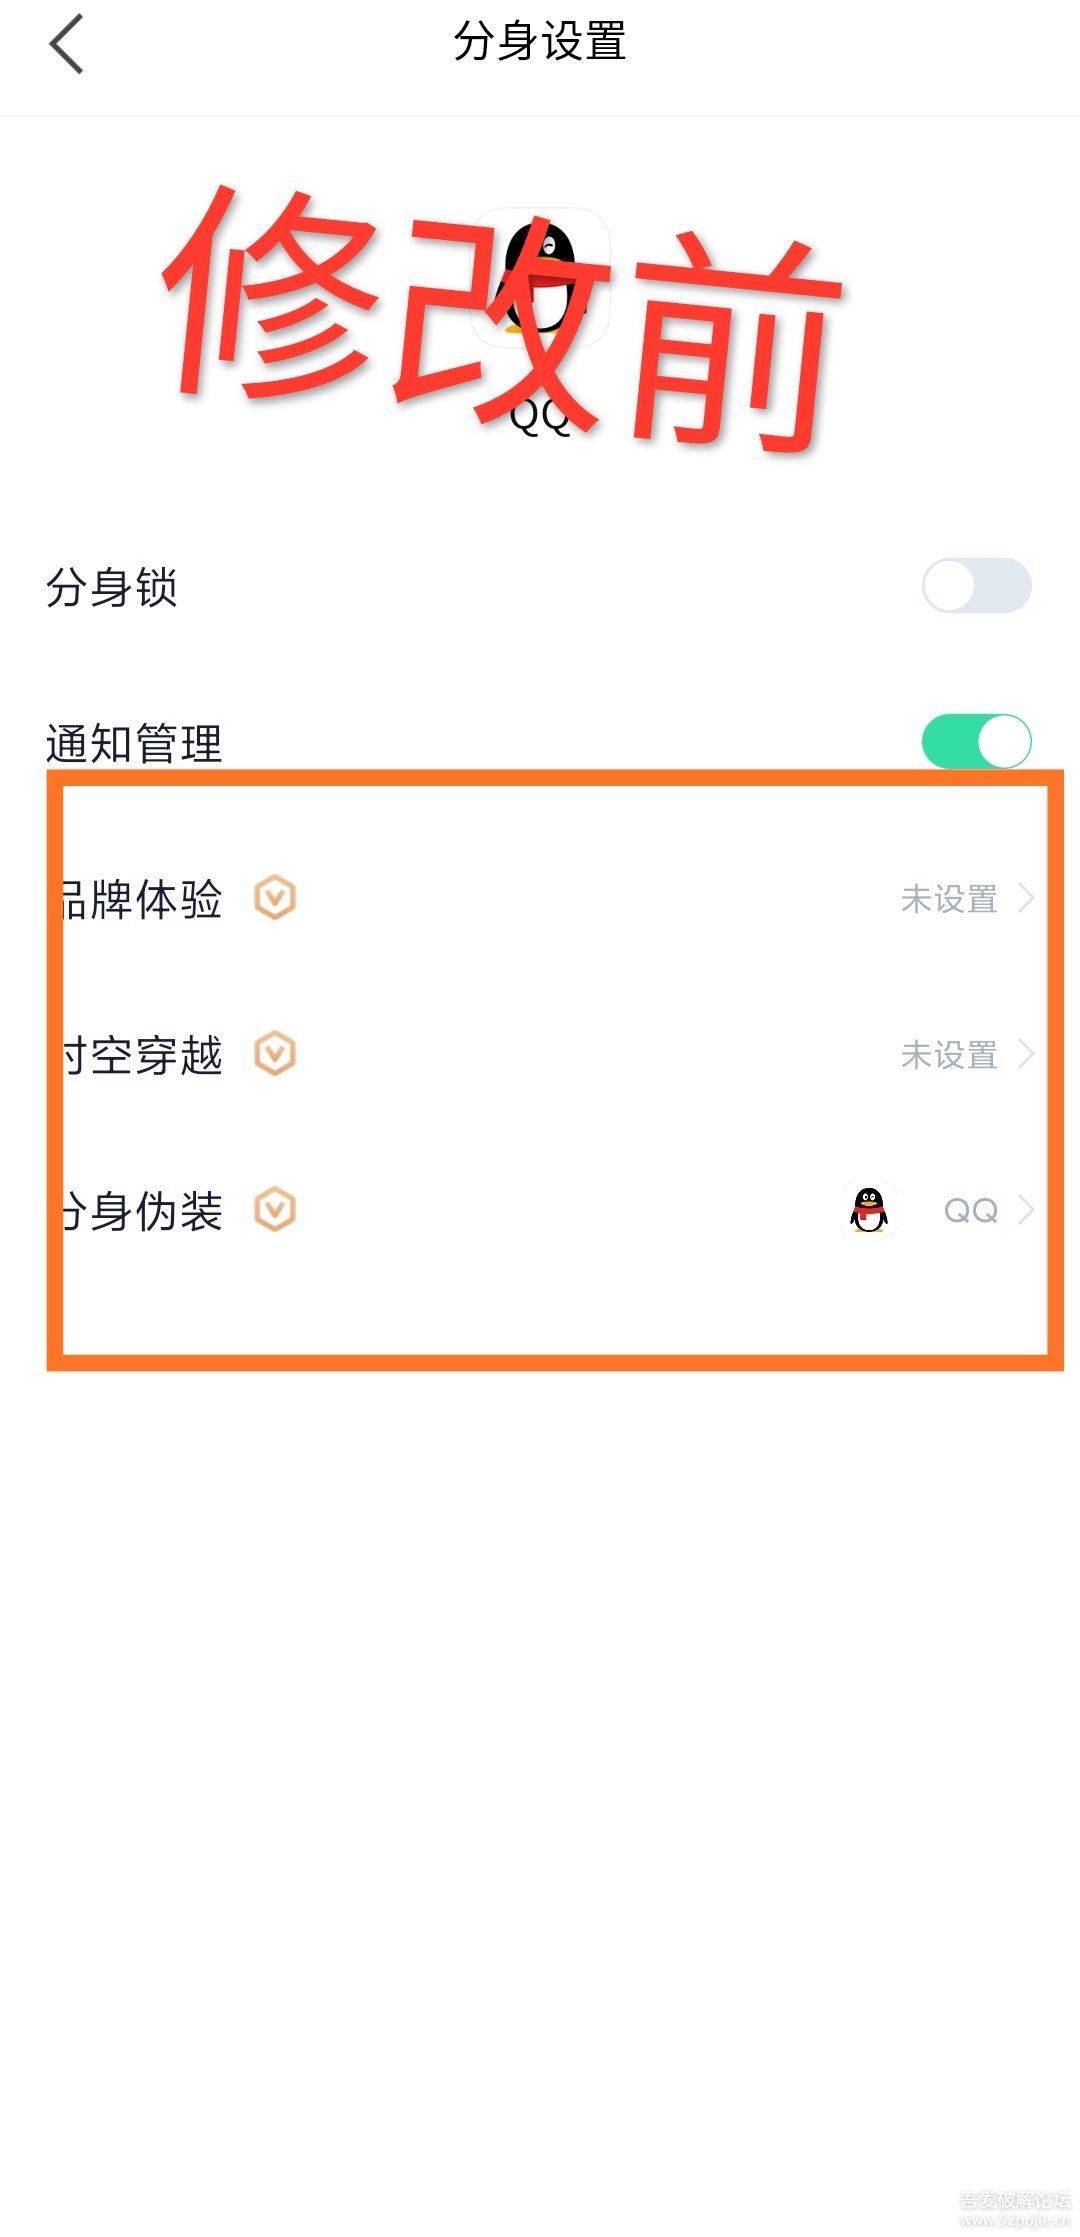 分身设置
修改前
QQ
分身锁
通知管理
品牌体验 未设置
时空穿越 未设置
分身伪装 QQ
吾爱破解论坛
www.52pojie.cn